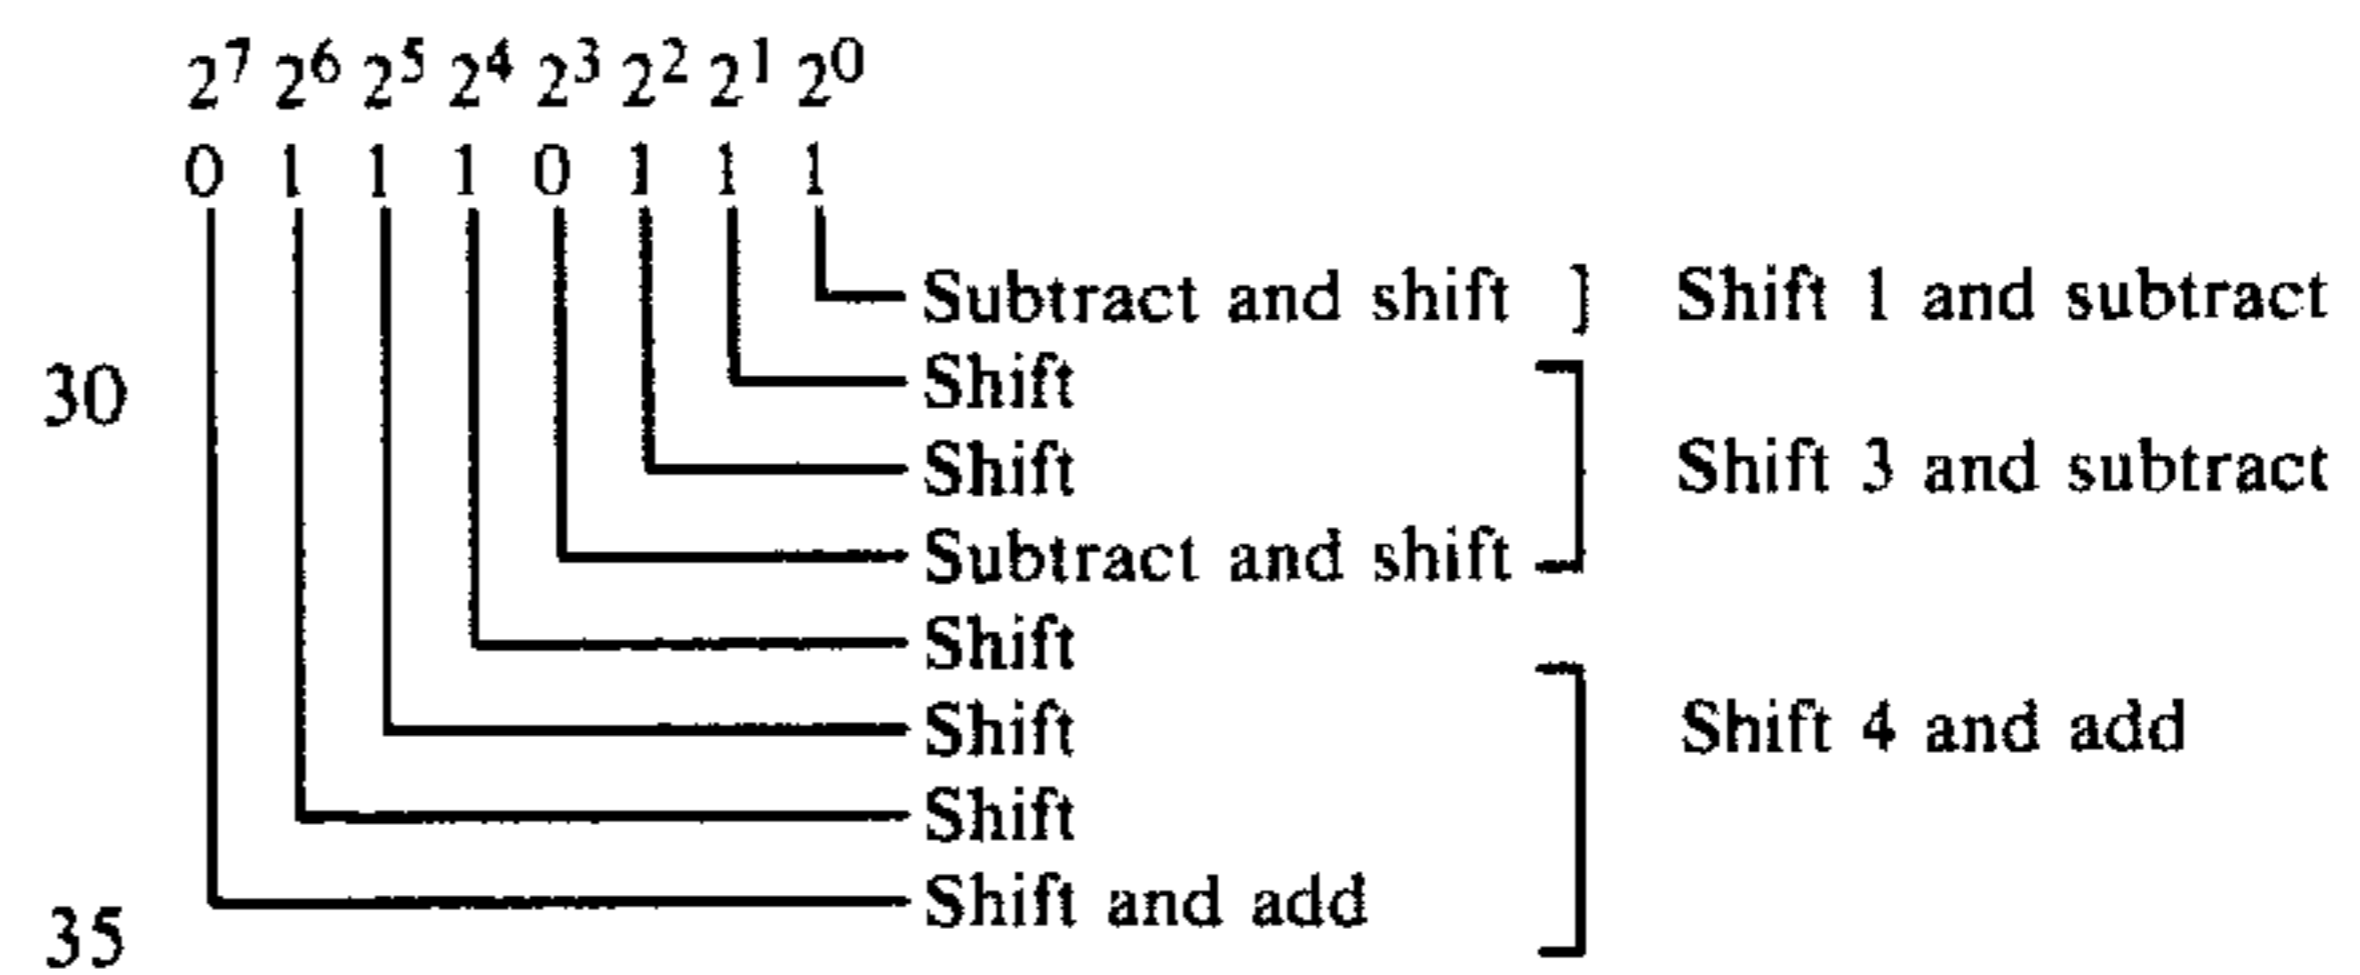 2⁷ 2⁶ 2⁵ 2⁴ 2³ 2² 2¹ 2⁰
0 1 1 1 0 1 1 1
Subtract and shift ] Shift 1 and subtract
30 Shift
Shift Shift 3 and subtract
Subtract and shift
Shift
Shift Shift 4 and add
Shift
Shift and add
35